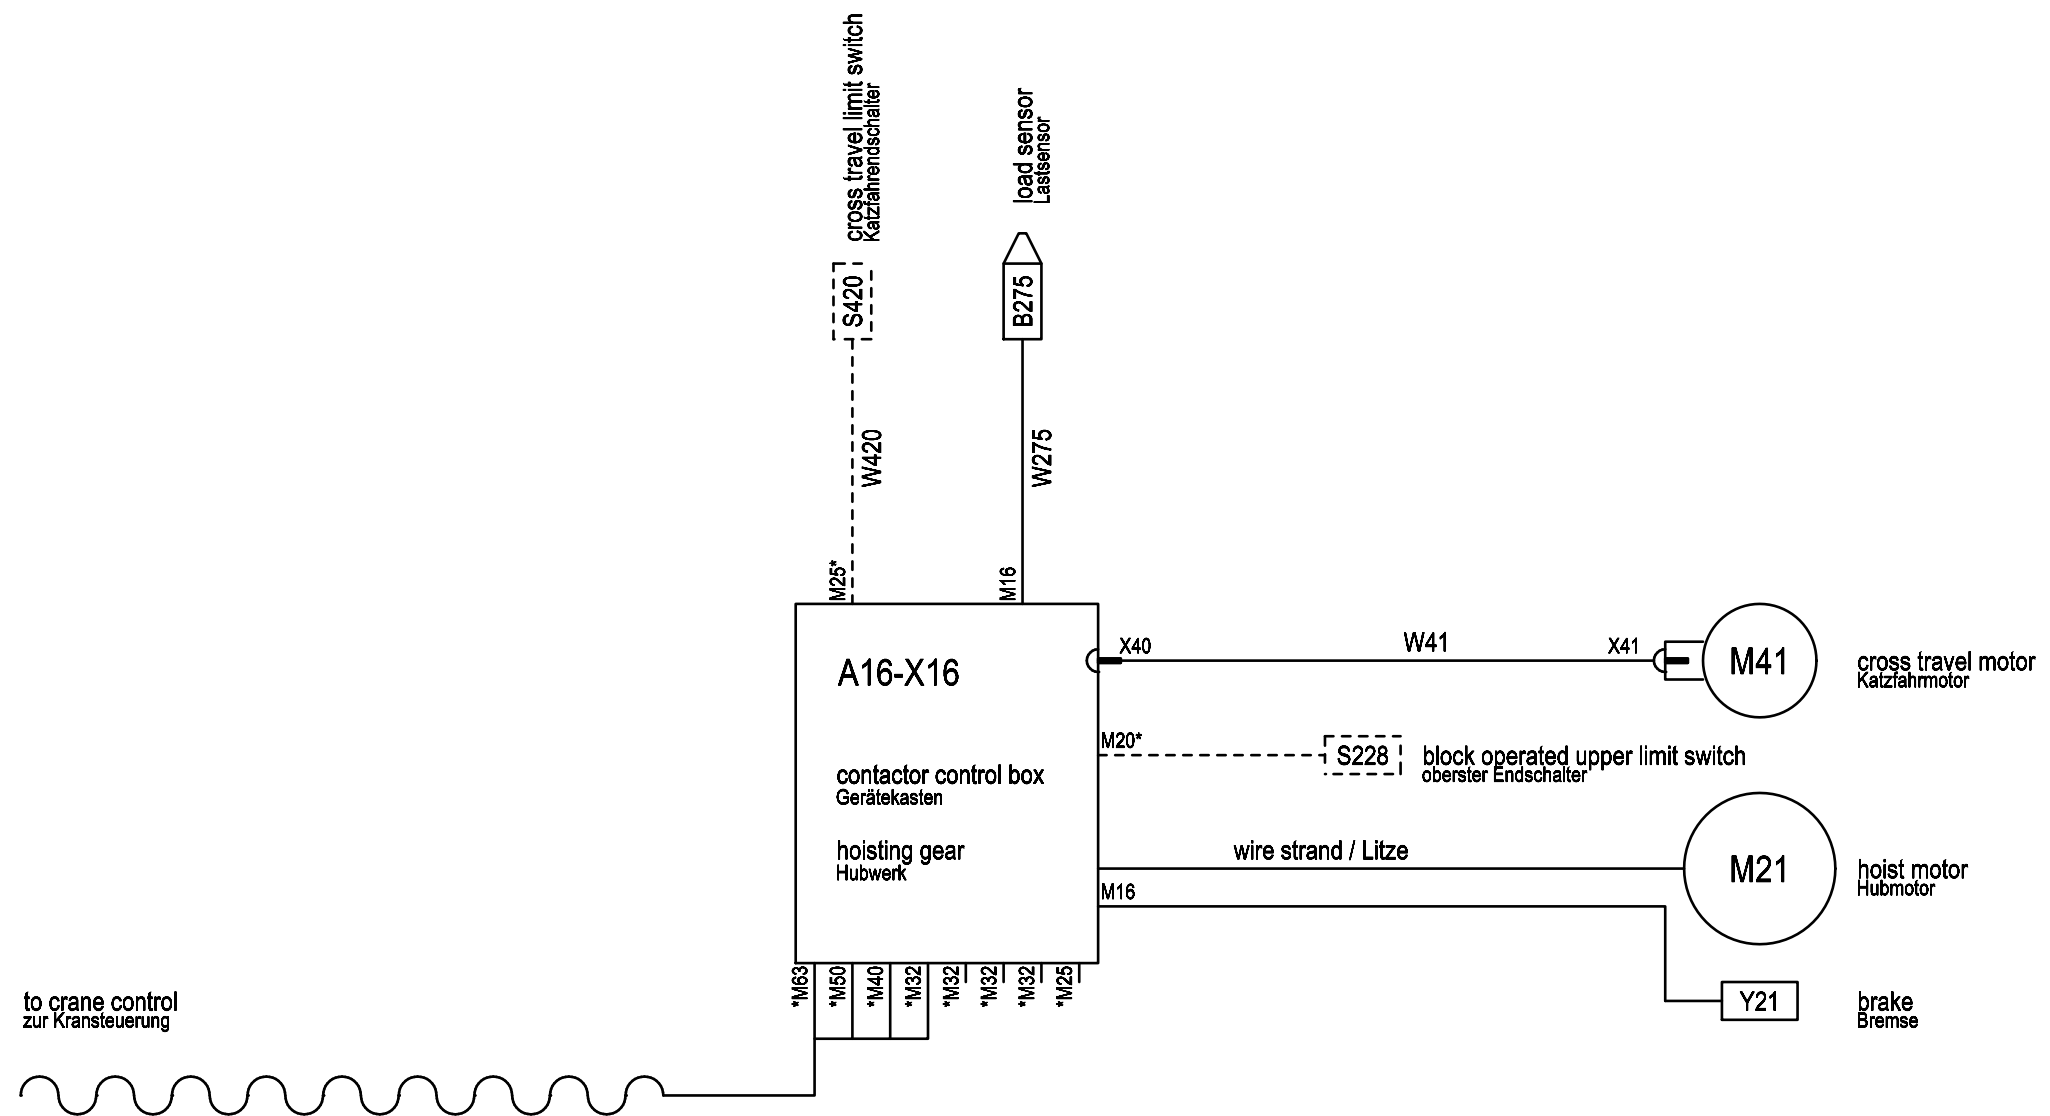 cross travel limit switch
Katzfahrendschalter
load sensor
Lastsensor
S420
B275
W420
W275
M25*
M16
A16-X16
contactor control box
Gerätekasten
hoisting gear
Hubwerk
X40
W41
X41
M41
cross travel motor
Katzfahrmotor
M20*
S228
block operated upper limit switch
oberster Endschalter
wire strand / Litze
M21
hoist motor
Hubmotor
M16
Y21
brake
Bremse
*M63
*M50
*M40
*M32
*M32
*M32
*M32
*M25
to crane control
zur Kransteuerung